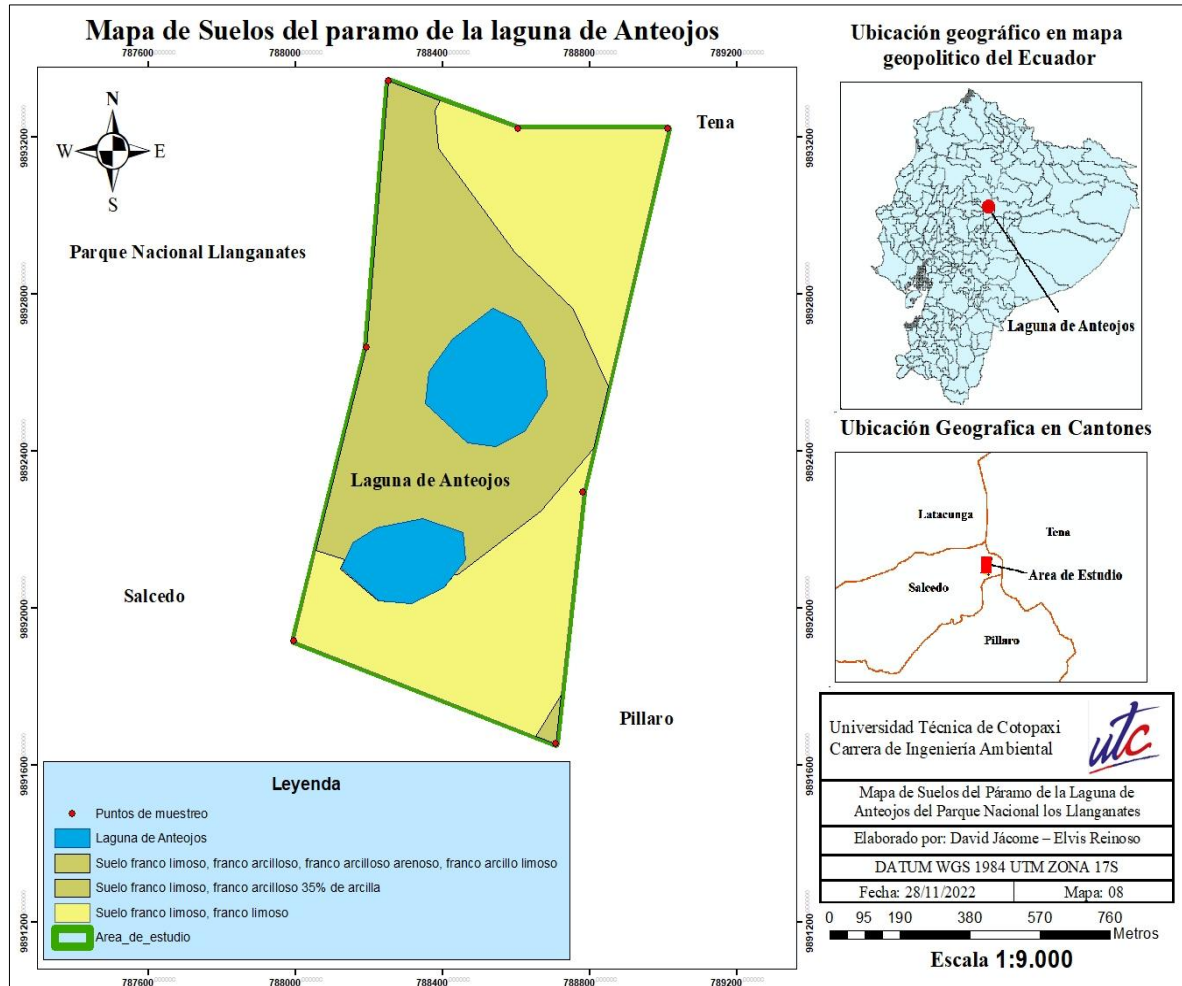 Mapa de Suelos del paramo de la laguna de Anteojos
787600 788000 788400 788800 789200
N
W E
S
Tena
Parque Nacional Llanganates
Laguna de Anteojos
Salcedo
Pillaro
9893200
9892800
9892400
9892000
9891600
9891200
9893200
9892800
9892400
9892000
9891600
9891200
Leyenda
Puntos de muestreo
Laguna de Anteojos
Suelo franco limoso, franco arcilloso, franco arcilloso arenoso, franco arcillo limoso
Suelo franco limoso, franco arcilloso 35% de arcilla
Suelo franco limoso, franco limoso
Area_de_estudio
787600 788000 788400 788800 789200
Ubicación geográfico en mapa
geopolitico del Ecuador
Laguna de Anteojos
Ubicación Geografica en Cantones
Latacunga
Tena
Salcedo
Area de Estudio
Pillaro
Universidad Técnica de Cotopaxi
Carrera de Ingeniería Ambiental
utc
Mapa de Suelos del Páramo de la Laguna de
Anteojos del Parque Nacional los Llanganates
Elaborado por: David Jácome – Elvis Reinoso
DATUM WGS 1984 UTM ZONA 17S
Fecha: 28/11/2022 Mapa: 08
0 95 190 380 570 760
Metros
Escala 1:9.000